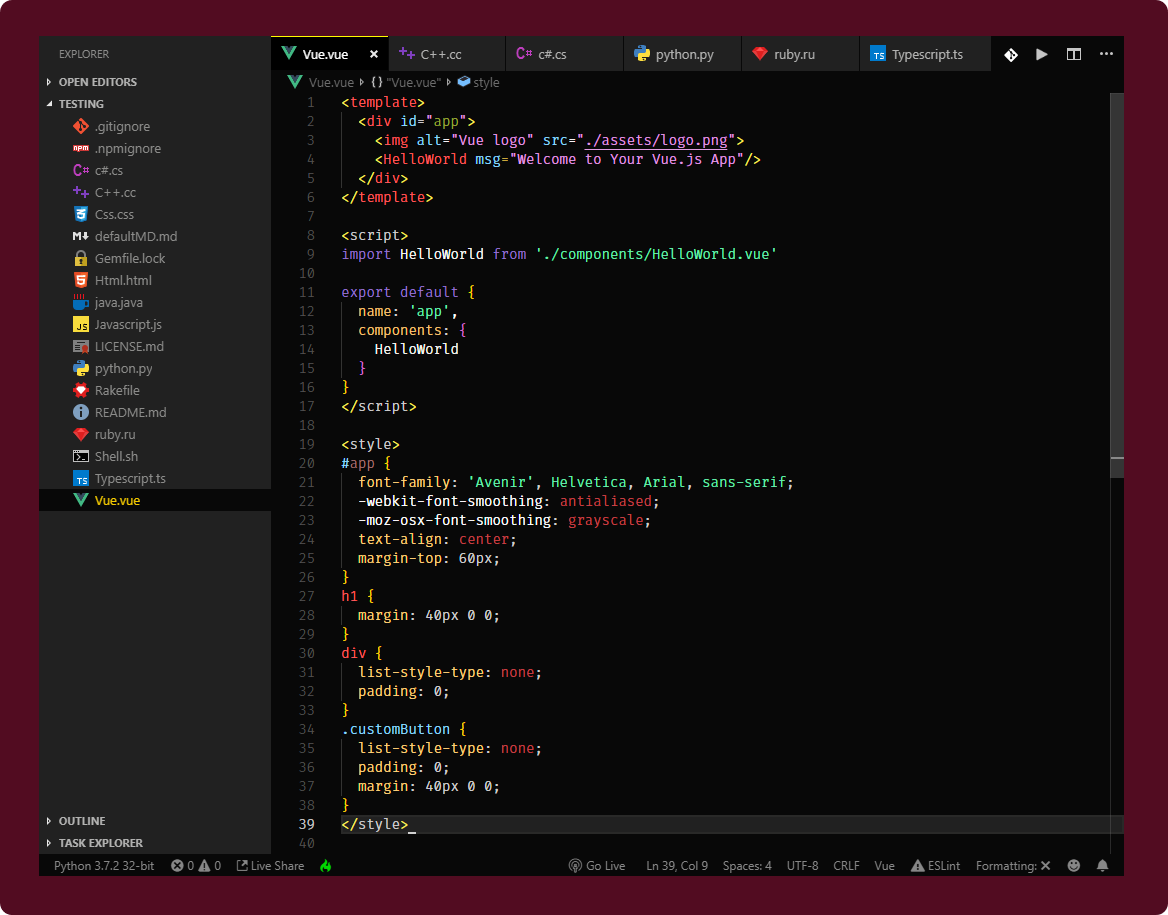 EXPLORER
OPEN EDITORS
TESTING
.gitignore
npm .npmignore
C# c#.cs
C++.cc
Css.css
M↓ defaultMD.md
Gemfile.lock
Html.html
java.java
JS Javascript.js
LICENSE.md
python.py
Rakefile
README.md
ruby.ru
Shell.sh
TS Typescript.ts
Vue.vue
OUTLINE
TASK EXPLORER
Vue.vue × C++.cc C# c#.cs python.py ruby.ru TS Typescript.ts
Vue.vue {} "Vue.vue" style
1 <template>
2 <div id="app">
3 <img alt="Vue logo" src="./assets/logo.png">
4 <HelloWorld msg="Welcome to Your Vue.js App"/>
5 </div>
6 </template>
7
8 <script>
9 import HelloWorld from './components/HelloWorld.vue'
10
11 export default {
12 name: 'app',
13 components: {
14 HelloWorld
15 }
16 }
17 </script>
18
19 <style>
20 #app {
21 font-family: 'Avenir', Helvetica, Arial, sans-serif;
22 -webkit-font-smoothing: antialiased;
23 -moz-osx-font-smoothing: grayscale;
24 text-align: center;
25 margin-top: 60px;
26 }
27 h1 {
28 margin: 40px 0 0;
29 }
30 div {
31 list-style-type: none;
32 padding: 0;
33 }
34 .customButton {
35 list-style-type: none;
36 padding: 0;
37 margin: 40px 0 0;
38 }
39 </style>
40
Python 3.7.2 32-bit 0 0 Live Share Go Live Ln 39, Col 9 Spaces: 4 UTF-8 CRLF Vue ESLint Formatting: ×